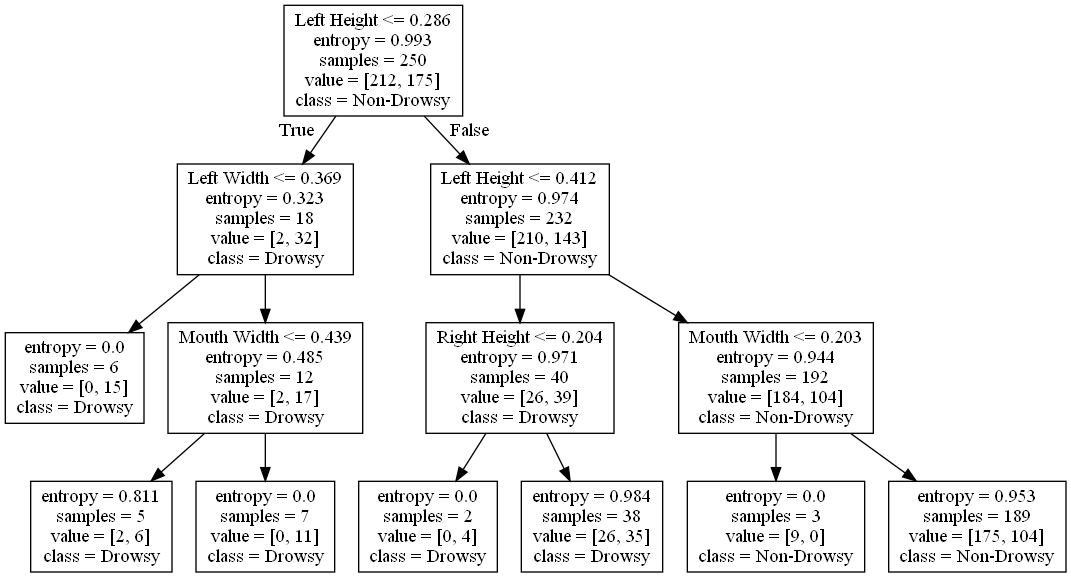 Left Height <= 0.286
entropy = 0.993
samples = 250
value = [212, 175]
class = Non-Drowsy
True
False
Left Width <= 0.369
entropy = 0.323
samples = 18
value = [2, 32]
class = Drowsy
Left Height <= 0.412
entropy = 0.974
samples = 232
value = [210, 143]
class = Non-Drowsy
entropy = 0.0
samples = 6
value = [0, 15]
class = Drowsy
Mouth Width <= 0.439
entropy = 0.485
samples = 12
value = [2, 17]
class = Drowsy
Right Height <= 0.204
entropy = 0.971
samples = 40
value = [26, 39]
class = Drowsy
Mouth Width <= 0.203
entropy = 0.944
samples = 192
value = [184, 104]
class = Non-Drowsy
entropy = 0.811
samples = 5
value = [2, 6]
class = Drowsy
entropy = 0.0
samples = 7
value = [0, 11]
class = Drowsy
entropy = 0.0
samples = 2
value = [0, 4]
class = Drowsy
entropy = 0.984
samples = 38
value = [26, 35]
class = Drowsy
entropy = 0.0
samples = 3
value = [9, 0]
class = Non-Drowsy
entropy = 0.953
samples = 189
value = [175, 104]
class = Non-Drowsy